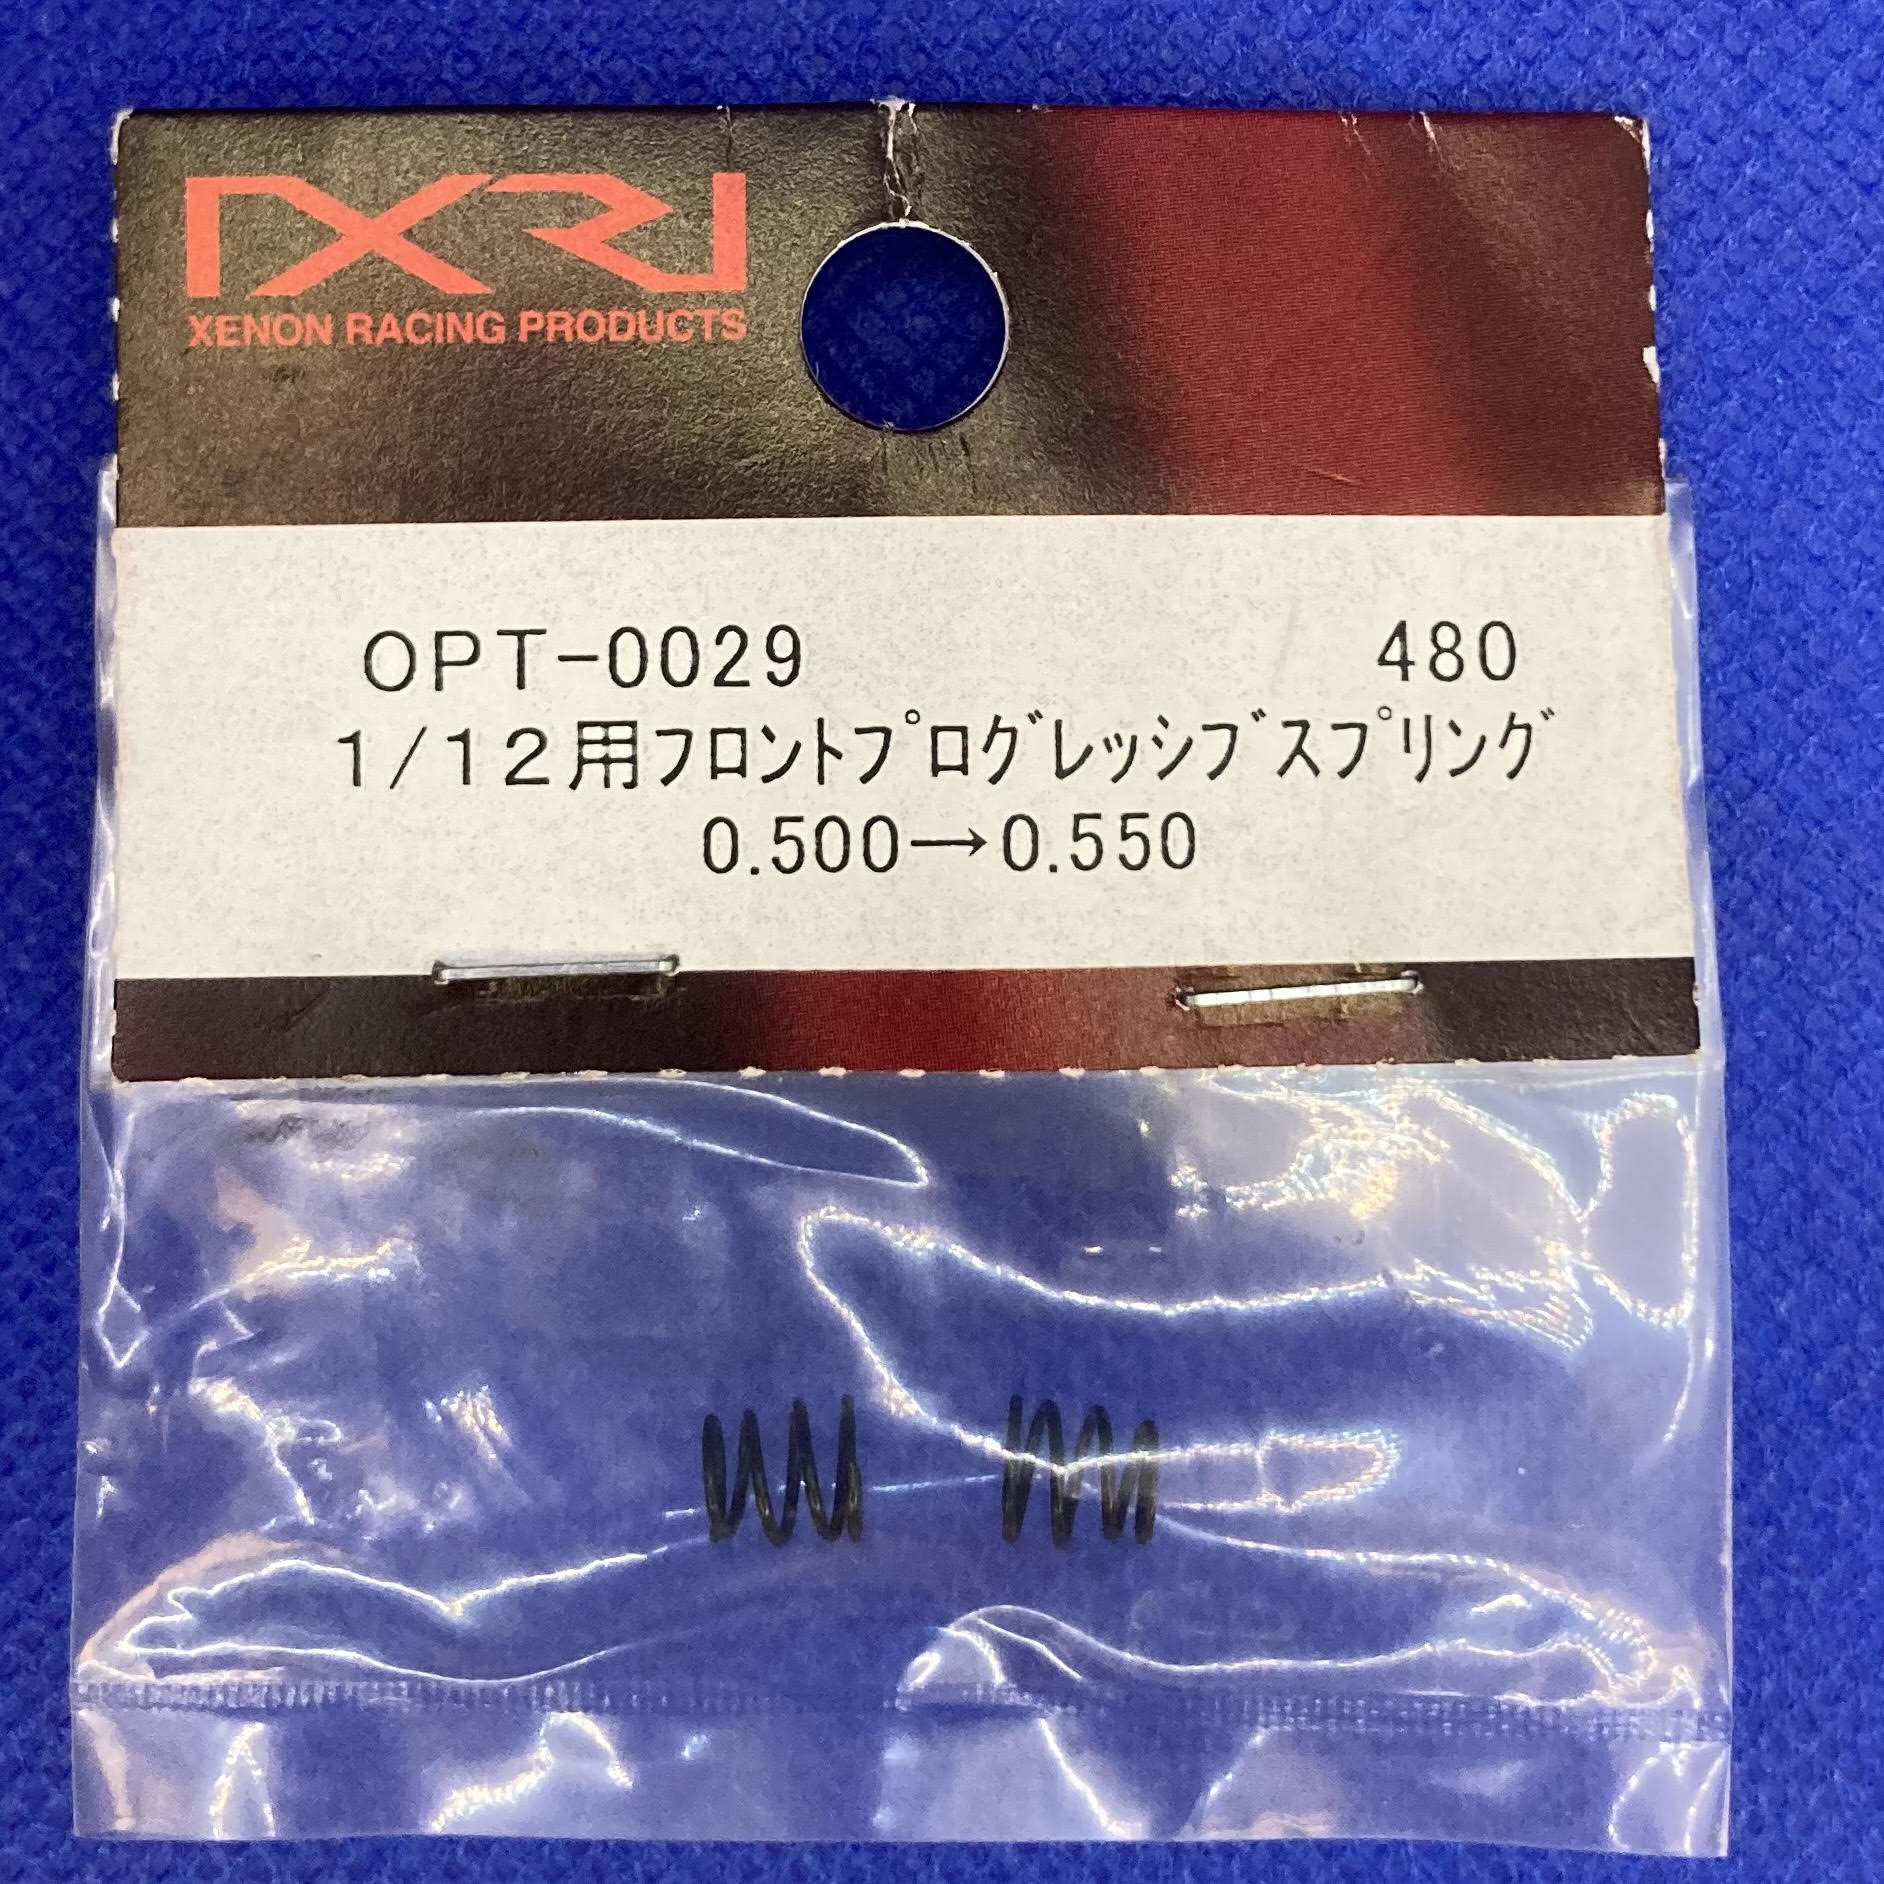 XRJ
XENON RACING PRODUCTS
OPT-0029 480
1/12用ﾌﾛﾝﾄﾌﾟﾛｸﾞﾚｯｼﾌﾞｽﾌﾟﾘﾝｸﾞ
0.500→0.550